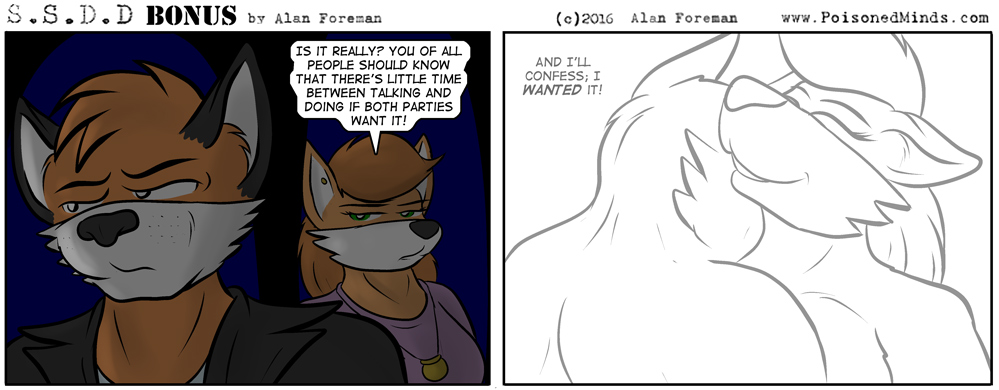 S.S.D.D BONUS by Alan Foreman (c)2016 Alan Foreman www.PoisonedMinds.com
IS IT REALLY? YOU OF ALL
PEOPLE SHOULD KNOW
THAT THERE'S LITTLE TIME
BETWEEN TALKING AND
DOING IF BOTH PARTIES
WANT IT!
AND I'LL
CONFESS; I
WANTED IT!